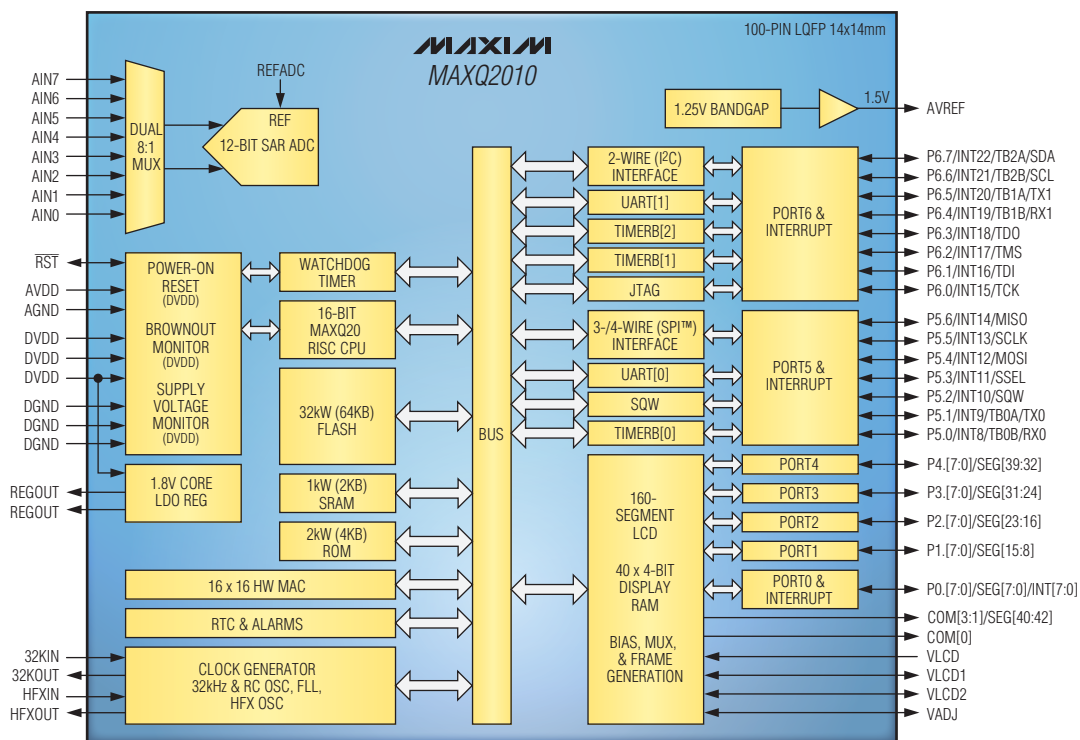 100-PIN LQFP 14x14mm
MAXIM
MAXQ2010
AIN7
AIN6
AIN5
AIN4
AIN3
AIN2
AIN1
AIN0
DUAL
8:1
MUX
REFADC
REF
12-BIT SAR ADC
1.25V BANDGAP
1.5V
AVREF
RST
AVDD
AGND
DVDD
DVDD
DVDD
DGND
DGND
DGND
REGOUT
REGOUT
POWER-ON
RESET
(DVDD)
BROWNOUT
MONITOR
(DVDD)
SUPPLY
VOLTAGE
MONITOR
(DVDD)
1.8V CORE
LDO REG
WATCHDOG
TIMER
16-BIT
MAXQ20
RISC CPU
32kW (64KB)
FLASH
1kW (2KB)
SRAM
2kW (4KB)
ROM
16 x 16 HW MAC
RTC & ALARMS
32KIN
32KOUT
HFXIN
HFXOUT
CLOCK GENERATOR
32kHz & RC OSC, FLL,
HFX OSC
BUS
2-WIRE (I²C)
INTERFACE
UART[1]
TIMERB[2]
TIMERB[1]
JTAG
3-/4-WIRE (SPI™)
INTERFACE
UART[0]
SQW
TIMERB[0]
160-
SEGMENT
LCD
40 x 4-BIT
DISPLAY
RAM
BIAS, MUX,
& FRAME
GENERATION
PORT6 &
INTERRUPT
PORT5 &
INTERRUPT
PORT4
PORT3
PORT2
PORT1
PORT0 &
INTERRUPT
P6.7/INT22/TB2A/SDA
P6.6/INT21/TB2B/SCL
P6.5/INT20/TB1A/TX1
P6.4/INT19/TB1B/RX1
P6.3/INT18/TDO
P6.2/INT17/TMS
P6.1/INT16/TDI
P6.0/INT15/TCK
P5.6/INT14/MISO
P5.5/INT13/SCLK
P5.4/INT12/MOSI
P5.3/INT11/SSEL
P5.2/INT10/SQW
P5.1/INT9/TB0A/TX0
P5.0/INT8/TB0B/RX0
P4.[7:0]/SEG[39:32]
P3.[7:0]/SEG[31:24]
P2.[7:0]/SEG[23:16]
P1.[7:0]/SEG[15:8]
P0.[7:0]/SEG[7:0]/INT[7:0]
COM[3:1]/SEG[40:42]
COM[0]
VLCD
VLCD1
VLCD2
VADJ